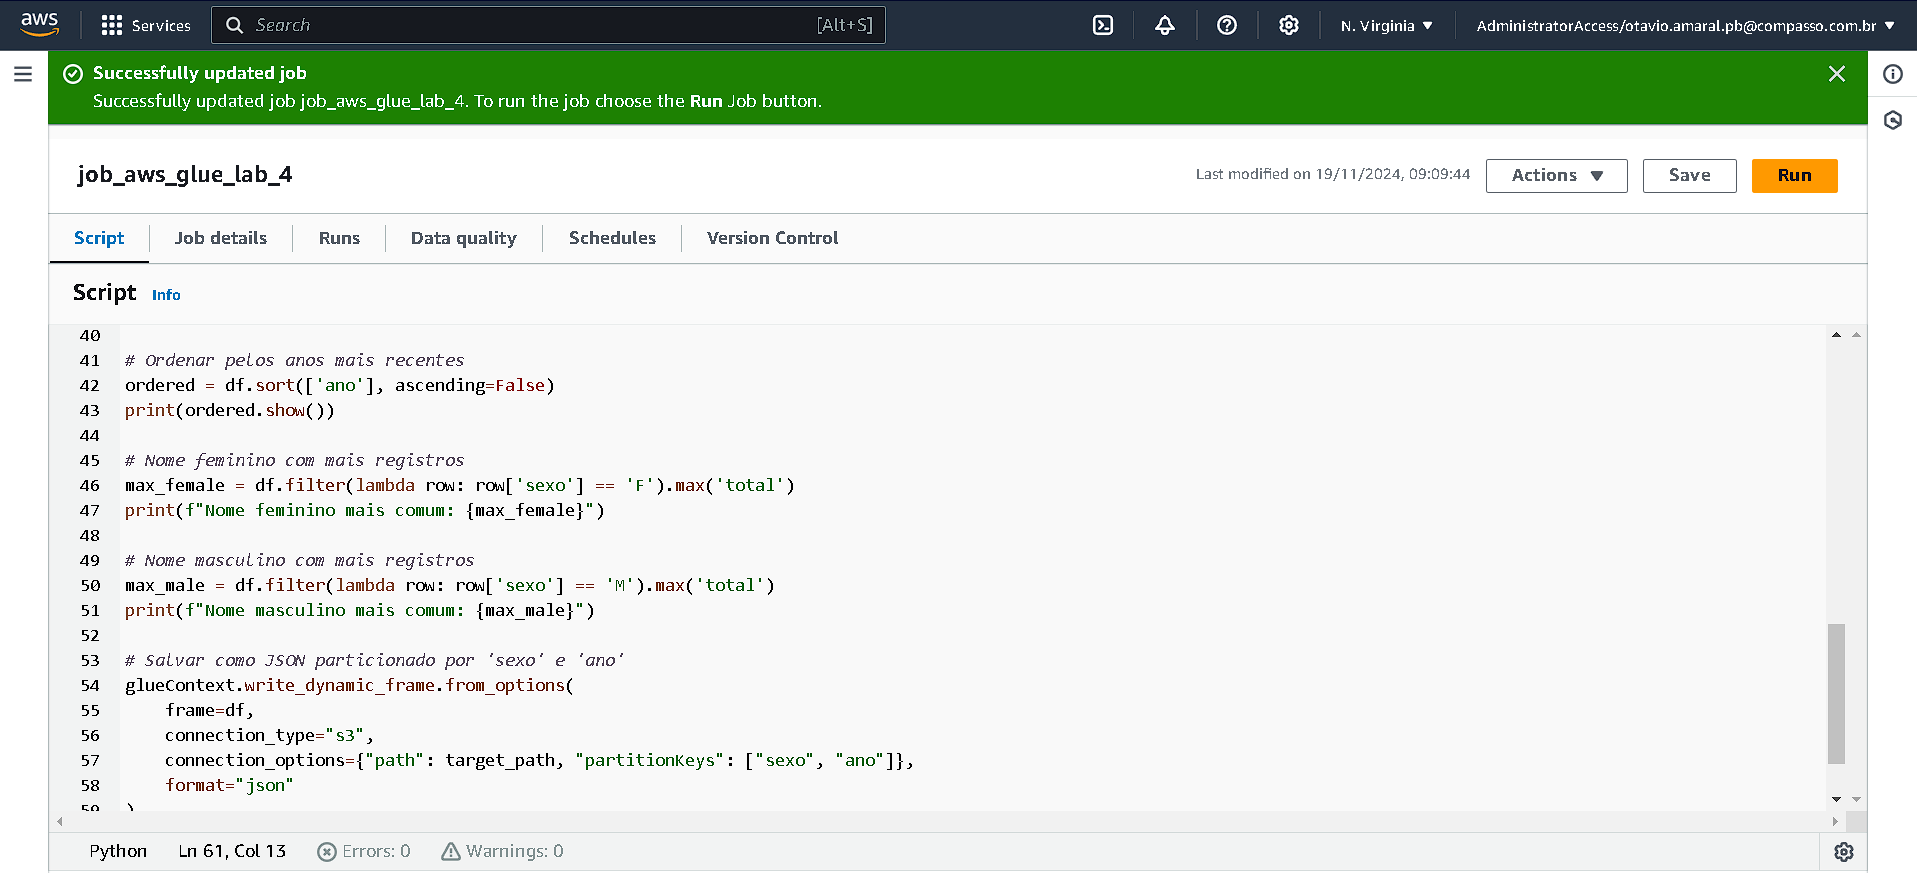 aws
Services
Search
[Alt+S]
N. Virginia ▼
AdministratorAccess/otavio.amaral.pb@compasso.com.br ▼
Successfully updated job
Successfully updated job job_aws_glue_lab_4. To run the job choose the Run Job button.
job_aws_glue_lab_4
Last modified on 19/11/2024, 09:09:44
Actions ▼
Save
Run
Script
Job details
Runs
Data quality
Schedules
Version Control
Script Info
40
41 # Ordenar pelos anos mais recentes
42 ordered = df.sort(['ano'], ascending=False)
43 print(ordered.show())
44
45 # Nome feminino com mais registros
46 max_female = df.filter(lambda row: row['sexo'] == 'F').max('total')
47 print(f"Nome feminino mais comum: {max_female}")
48
49 # Nome masculino com mais registros
50 max_male = df.filter(lambda row: row['sexo'] == 'M').max('total')
51 print(f"Nome masculino mais comum: {max_male}")
52
53 # Salvar como JSON particionado por 'sexo' e 'ano'
54 glueContext.write_dynamic_frame.from_options(
55     frame=df,
56     connection_type="s3",
57     connection_options={"path": target_path, "partitionKeys": ["sexo", "ano"]},
58     format="json"
59 )
Python
Ln 61, Col 13
Errors: 0
Warnings: 0